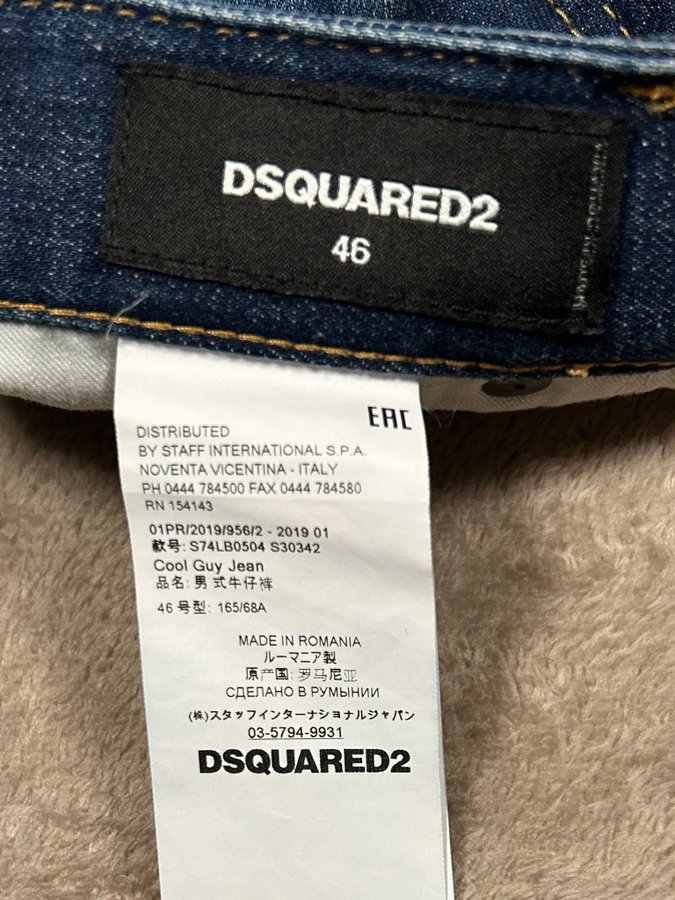 DSQUARED2
46
EAC
DISTRIBUTED
BY STAFF INTERNATIONAL S.P.A.
NOVENTA VICENTINA - ITALY
PH 0444 784500 FAX 0444 784580
RN 154143
01PR/2019/956/2 - 2019 01
款号: S74LB0504 S30342
Cool Guy Jean
品名: 男 式牛仔裤
46 号型: 165/68A
MADE IN ROMANIA
ルーマニア製
原产国: 罗马尼亚
СДЕЛАНО В РУМЫНИИ
(株)スタッフインターナショナルジャパン
03-5794-9931
DSQUARED2